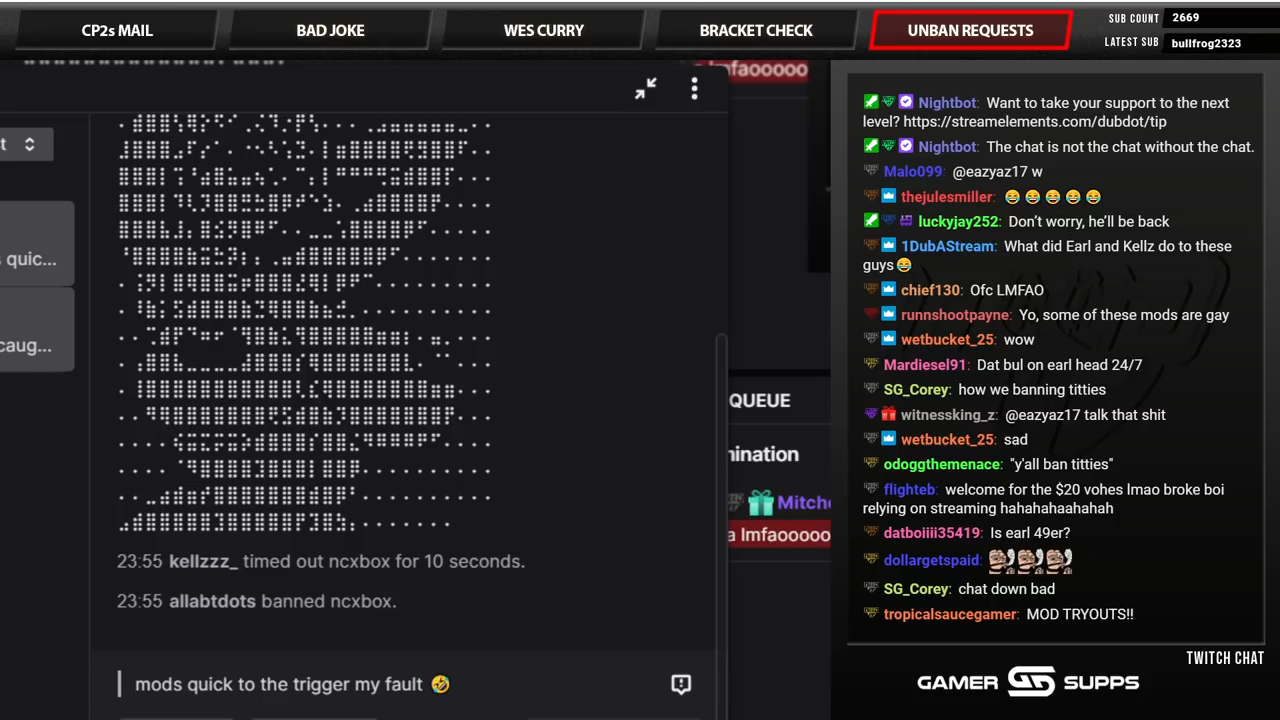 CP2s MAIL
BAD JOKE
WES CURRY
BRACKET CHECK
UNBAN REQUESTS
SUB COUNT 2669
LATEST SUB bullfrog2323
lmfaooooo
t
s quic...
caug...
23:55 kellzzz_ timed out ncxbox for 10 seconds.
23:55 allabtdots banned ncxbox.
mods quick to the trigger my fault 🤣
QUEUE
mination
Mitche
a lmfaooooo
Nightbot: Want to take your support to the next
level? https://streamelements.com/dubdot/tip
Nightbot: The chat is not the chat without the chat.
Malo099: @eazyaz17 w
thejulesmiller: 😂 😂 😂 😂 😂
luckyjay252: Don't worry, he'll be back
1DubAStream: What did Earl and Kellz do to these
guys 😂
chief130: Ofc LMFAO
runnshootpayne: Yo, some of these mods are gay
wetbucket_25: wow
Mardiesel91: Dat bul on earl head 24/7
SG_Corey: how we banning titties
witnessking_z: @eazyaz17 talk that shit
wetbucket_25: sad
odoggthemenace: "y'all ban titties"
flighteb: welcome for the $20 vohes lmao broke boi
relying on streaming hahahahaahahah
datboiiii35419: Is earl 49er?
dollargetspaid:
SG_Corey: chat down bad
tropicalsaucegamer: MOD TRYOUTS!!
TWITCH CHAT
GAMER SUPPS